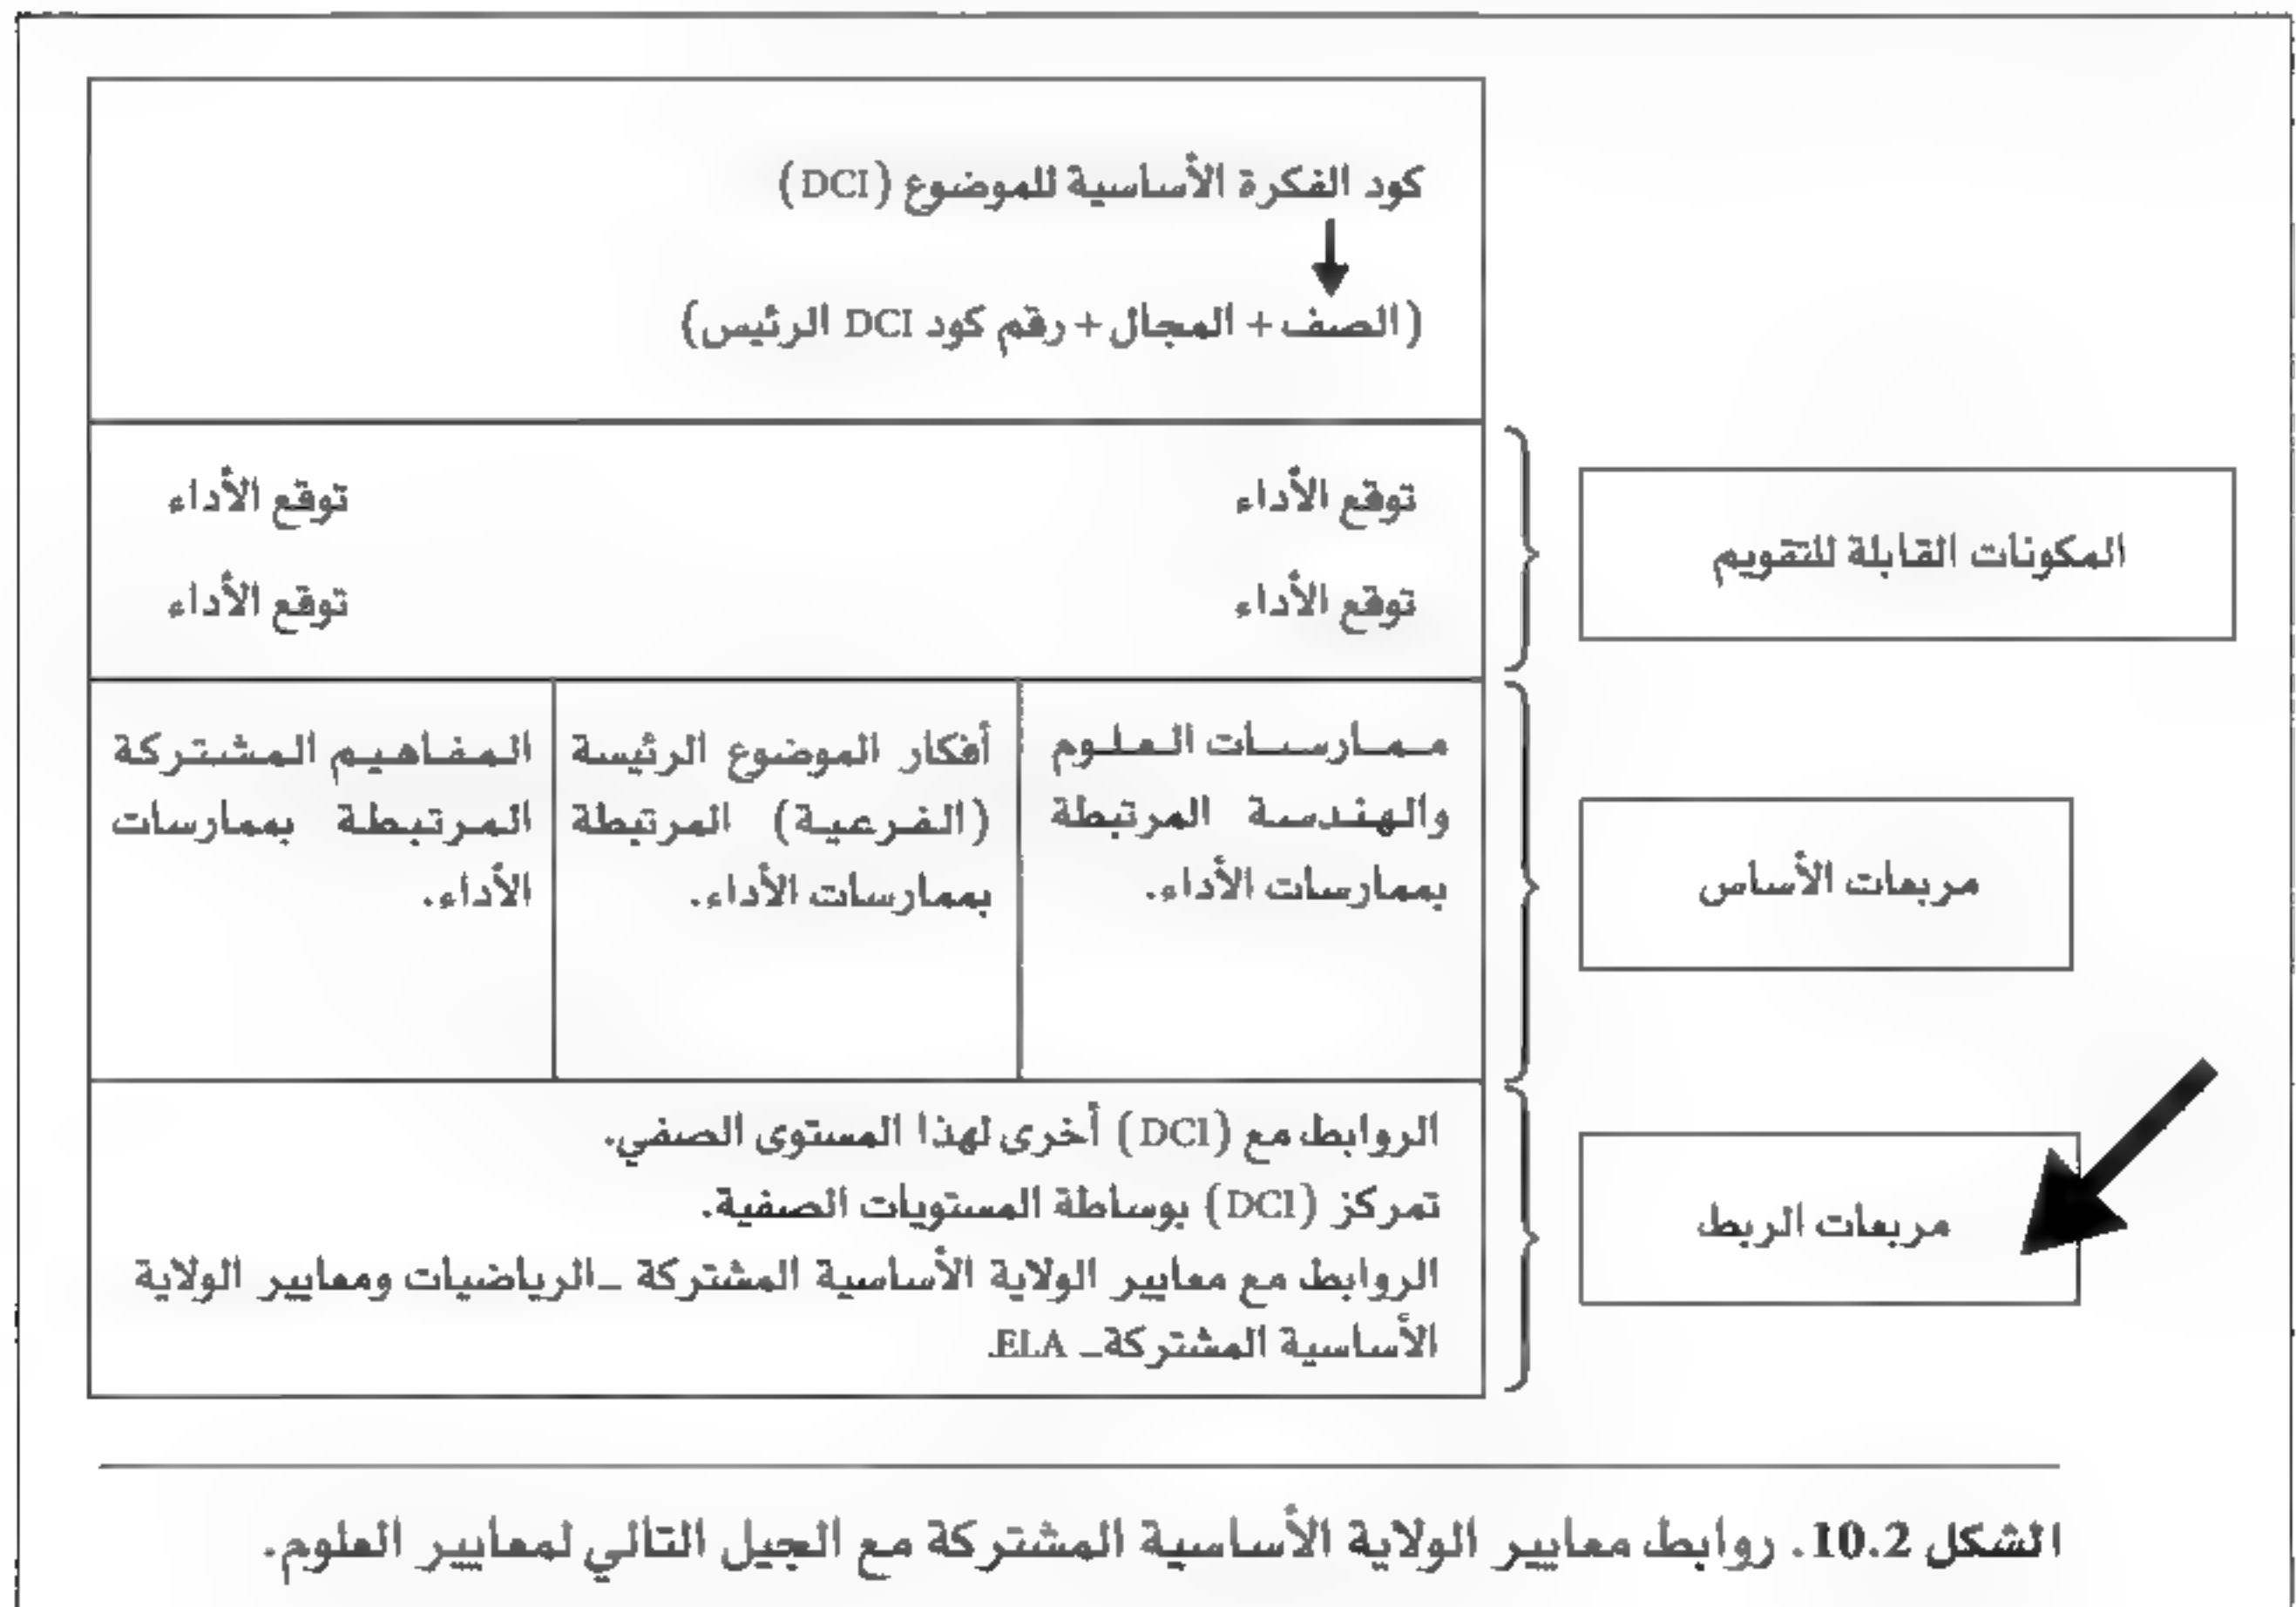 كود الفكرة الأساسية للموضوع (DCI)
(الصف + المجال + رقم كود DCI الرئيس)
توقع الأداء توقع الأداء
توقع الأداء توقع الأداء
المكونات القابلة للتقويم
ممارسات العلوم
والهندسة المرتبطة
بممارسات الأداء.
أفكار الموضوع الرئيسة
(الفرعية) المرتبطة
بممارسات الأداء.
المفاهيم المشتركة
المرتبطة بممارسات
الأداء.
مربعات الأساس
الروابط مع (DCI) أخرى لهذا المستوى الصفي.
تمركز (DCI) بوساطة المستويات الصفية.
الروابط مع معايير الولاية الأساسية المشتركة _الرياضيات ومعايير الولاية
الأساسية المشتركة_ ELA.
مربعات الربط
الشكل 10.2. روابط معايير الولاية الأساسية المشتركة مع الجيل التالي لمعايير العلوم.